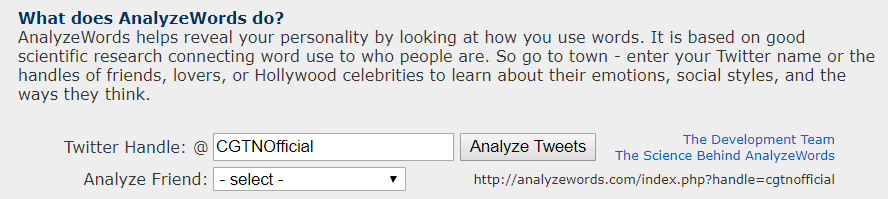 What does AnalyzeWords do?
AnalyzeWords helps reveal your personality by looking at how you use words. It is based on good
scientific research connecting word use to who people are. So go to town - enter your Twitter name or the
handles of friends, lovers, or Hollywood celebrities to learn about their emotions, social styles, and the
ways they think.
Twitter Handle: @ CGTNOfficial Analyze Tweets
The Development Team
The Science Behind AnalyzeWords
Analyze Friend: - select -
http://analyzewords.com/index.php?handle=cgtnofficial